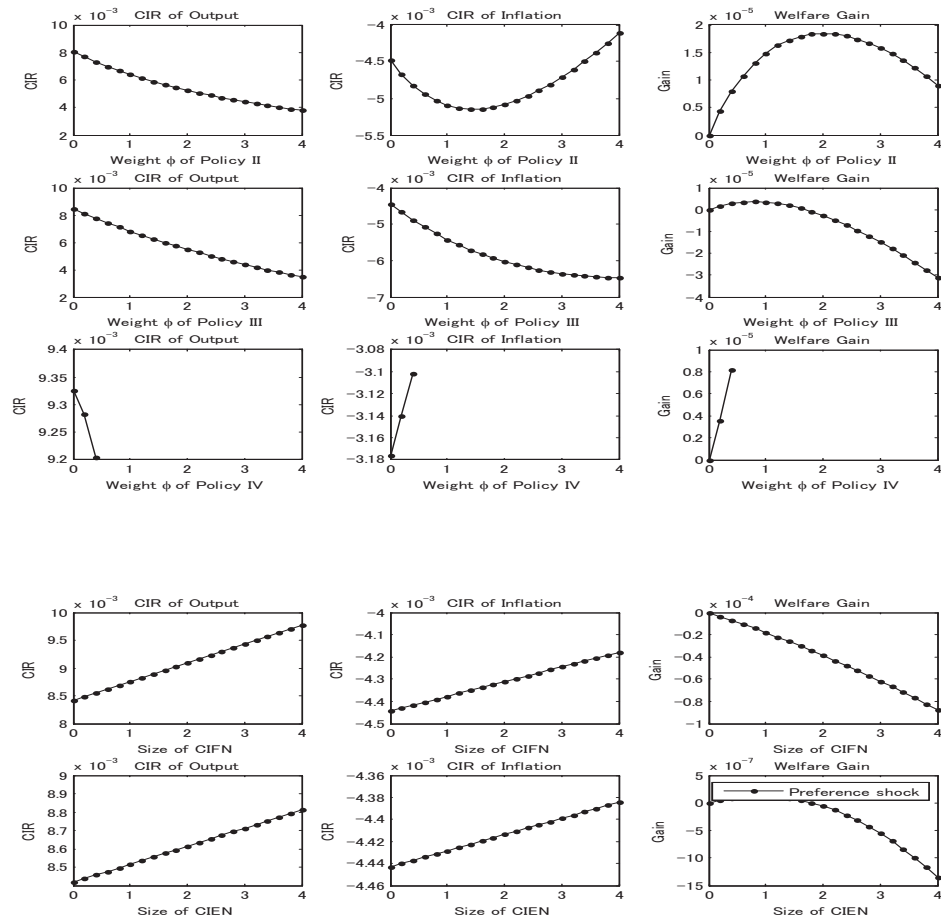 × 10⁻³ CIR of Output
10
8
6
4
2
CIR
0 1 2 3 4
Weight φ of Policy II
× 10⁻³ CIR of Inflation
−4
−4.5
−5
−5.5
CIR
0 1 2 3 4
Weight φ of Policy II
× 10⁻⁵ Welfare Gain
2
1.5
1
0.5
0
Gain
0 1 2 3 4
Weight φ of Policy II
× 10⁻³ CIR of Output
10
8
6
4
2
CIR
0 1 2 3 4
Weight φ of Policy III
× 10⁻³ CIR of Inflation
−4
−5
−6
−7
CIR
0 1 2 3 4
Weight φ of Policy III
× 10⁻⁵ Welfare Gain
1
0
−1
−2
−3
−4
Gain
0 1 2 3 4
Weight φ of Policy III
× 10⁻³ CIR of Output
9.4
9.35
9.3
9.25
9.2
CIR
0 1 2 3 4
Weight φ of Policy IV
× 10⁻³ CIR of Inflation
−3.08
−3.1
−3.12
−3.14
−3.16
−3.18
CIR
0 1 2 3 4
Weight φ of Policy IV
× 10⁻⁵ Welfare Gain
1
0.8
0.6
0.4
0.2
0
Gain
0 1 2 3 4
Weight φ of Policy IV
× 10⁻³ CIR of Output
10
9.5
9
8.5
8
CIR
0 1 2 3 4
Size of CIFN
× 10⁻³ CIR of Inflation
−4
−4.1
−4.2
−4.3
−4.4
−4.5
CIR
0 1 2 3 4
Size of CIFN
× 10⁻⁴ Welfare Gain
0
−0.2
−0.4
−0.6
−0.8
−1
Gain
0 1 2 3 4
Size of CIFN
× 10⁻³ CIR of Output
9
8.9
8.8
8.7
8.6
8.5
CIR
0 1 2 3 4
Size of CIEN
× 10⁻³ CIR of Inflation
−4.36
−4.38
−4.4
−4.42
−4.44
−4.46
CIR
0 1 2 3 4
Size of CIEN
× 10⁻⁷ Welfare Gain
5
Preference shock
0
−5
−10
−15
Gain
0 1 2 3 4
Size of CIEN